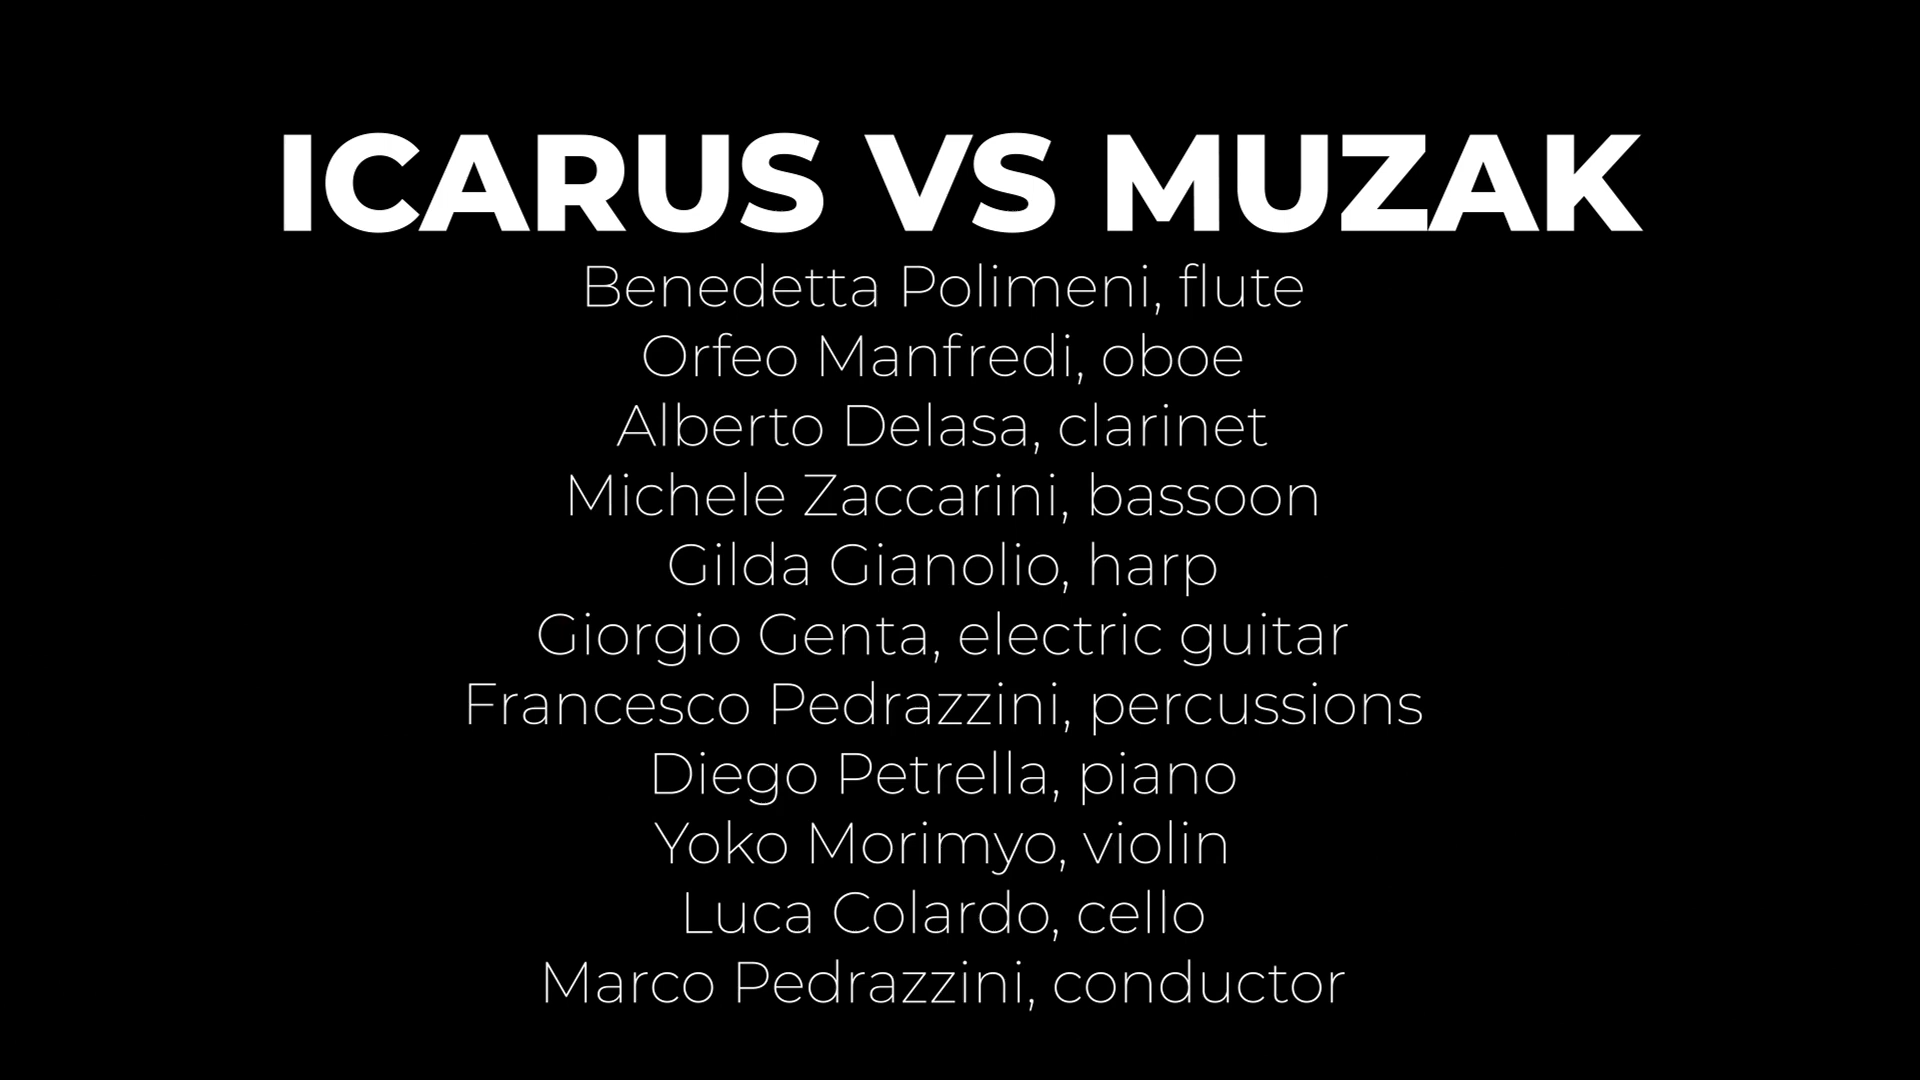 ICARUS VS MUZAK
Benedetta Polimeni, flute
Orfeo Manfredi, oboe
Alberto Delasa, clarinet
Michele Zaccarini, bassoon
Gilda Gianolio, harp
Giorgio Genta, electric guitar
Francesco Pedrazzini, percussions
Diego Petrella, piano
Yoko Morimyo, violin
Luca Colardo, cello
Marco Pedrazzini, conductor